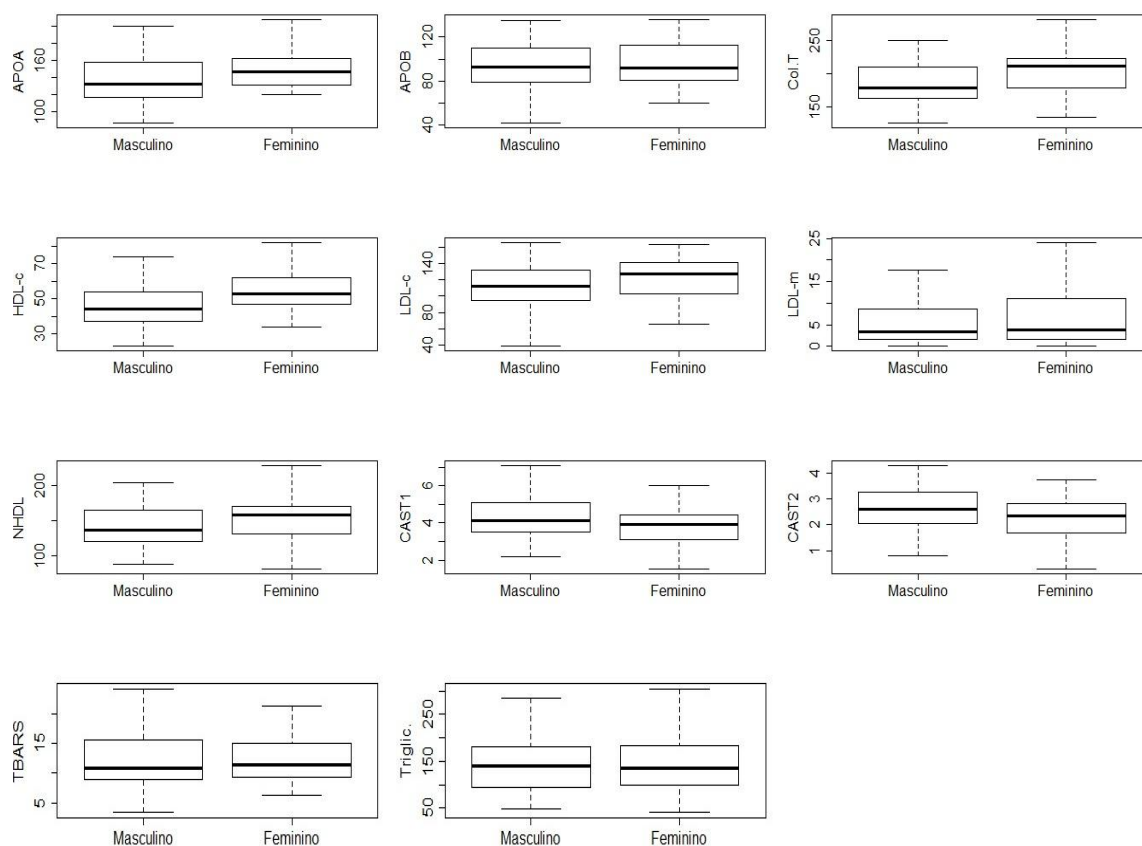 APOA
160
100
Masculino Feminino
APOB
120
80
40
Masculino Feminino
Col.T
250
150
Masculino Feminino
HDL-c
70
50
30
Masculino Feminino
LDL-c
140
80
40
Masculino Feminino
LDL-m
25
15
5
0
Masculino Feminino
NHDL
200
100
Masculino Feminino
CAST1
6
4
2
Masculino Feminino
CAST2
4
3
2
1
Masculino Feminino
TBARS
15
5
Masculino Feminino
Triglic.
250
150
50
Masculino Feminino